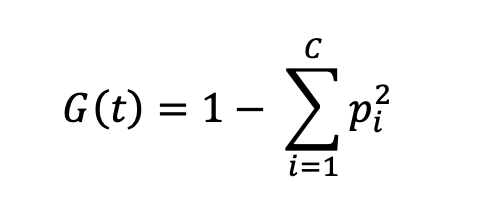 G(t) = 1 − ∑_{i=1}^{C} p_i^2